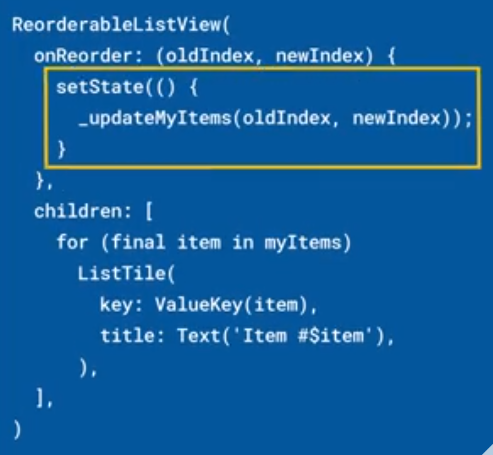 ReorderableListView(
  onReorder: (oldIndex, newIndex) {
    setState(() {
      _updateMyItems(oldIndex, newIndex));
    }
  },
  children: [
    for (final item in myItems)
      ListTile(
        key: ValueKey(item),
        title: Text('Item #$item'),
      ),
  ],
)